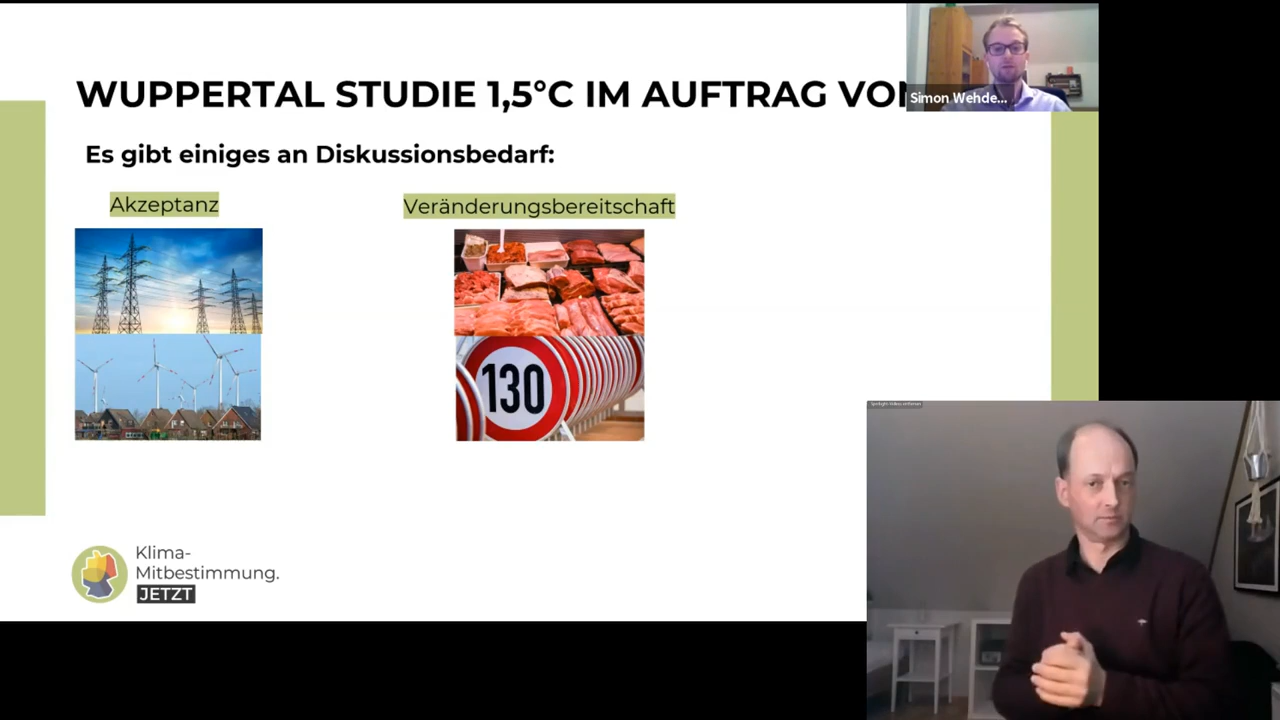 WUPPERTAL STUDIE 1,5°C IM AUFTRAG VON
Simon Wehde...
Es gibt einiges an Diskussionsbedarf:
Akzeptanz
Veränderungsbereitschaft
130
Klima-
Mitbestimmung.
JETZT